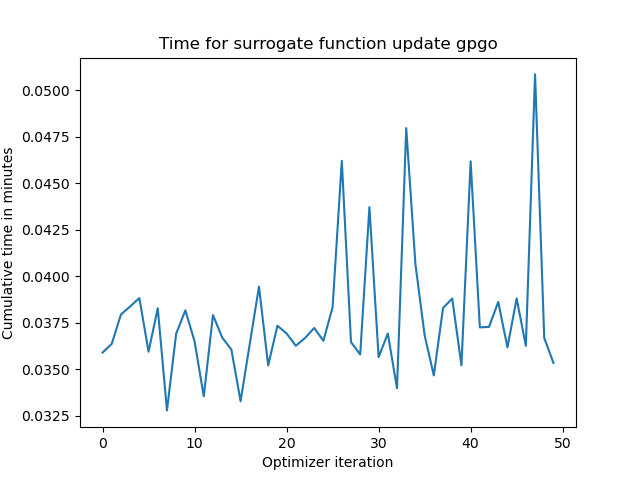 Time for surrogate function update gpgo
0.0500
0.0475
0.0450
0.0425
0.0400
0.0375
0.0350
0.0325
Cumulative time in minutes
0 10 20 30 40 50
Optimizer iteration